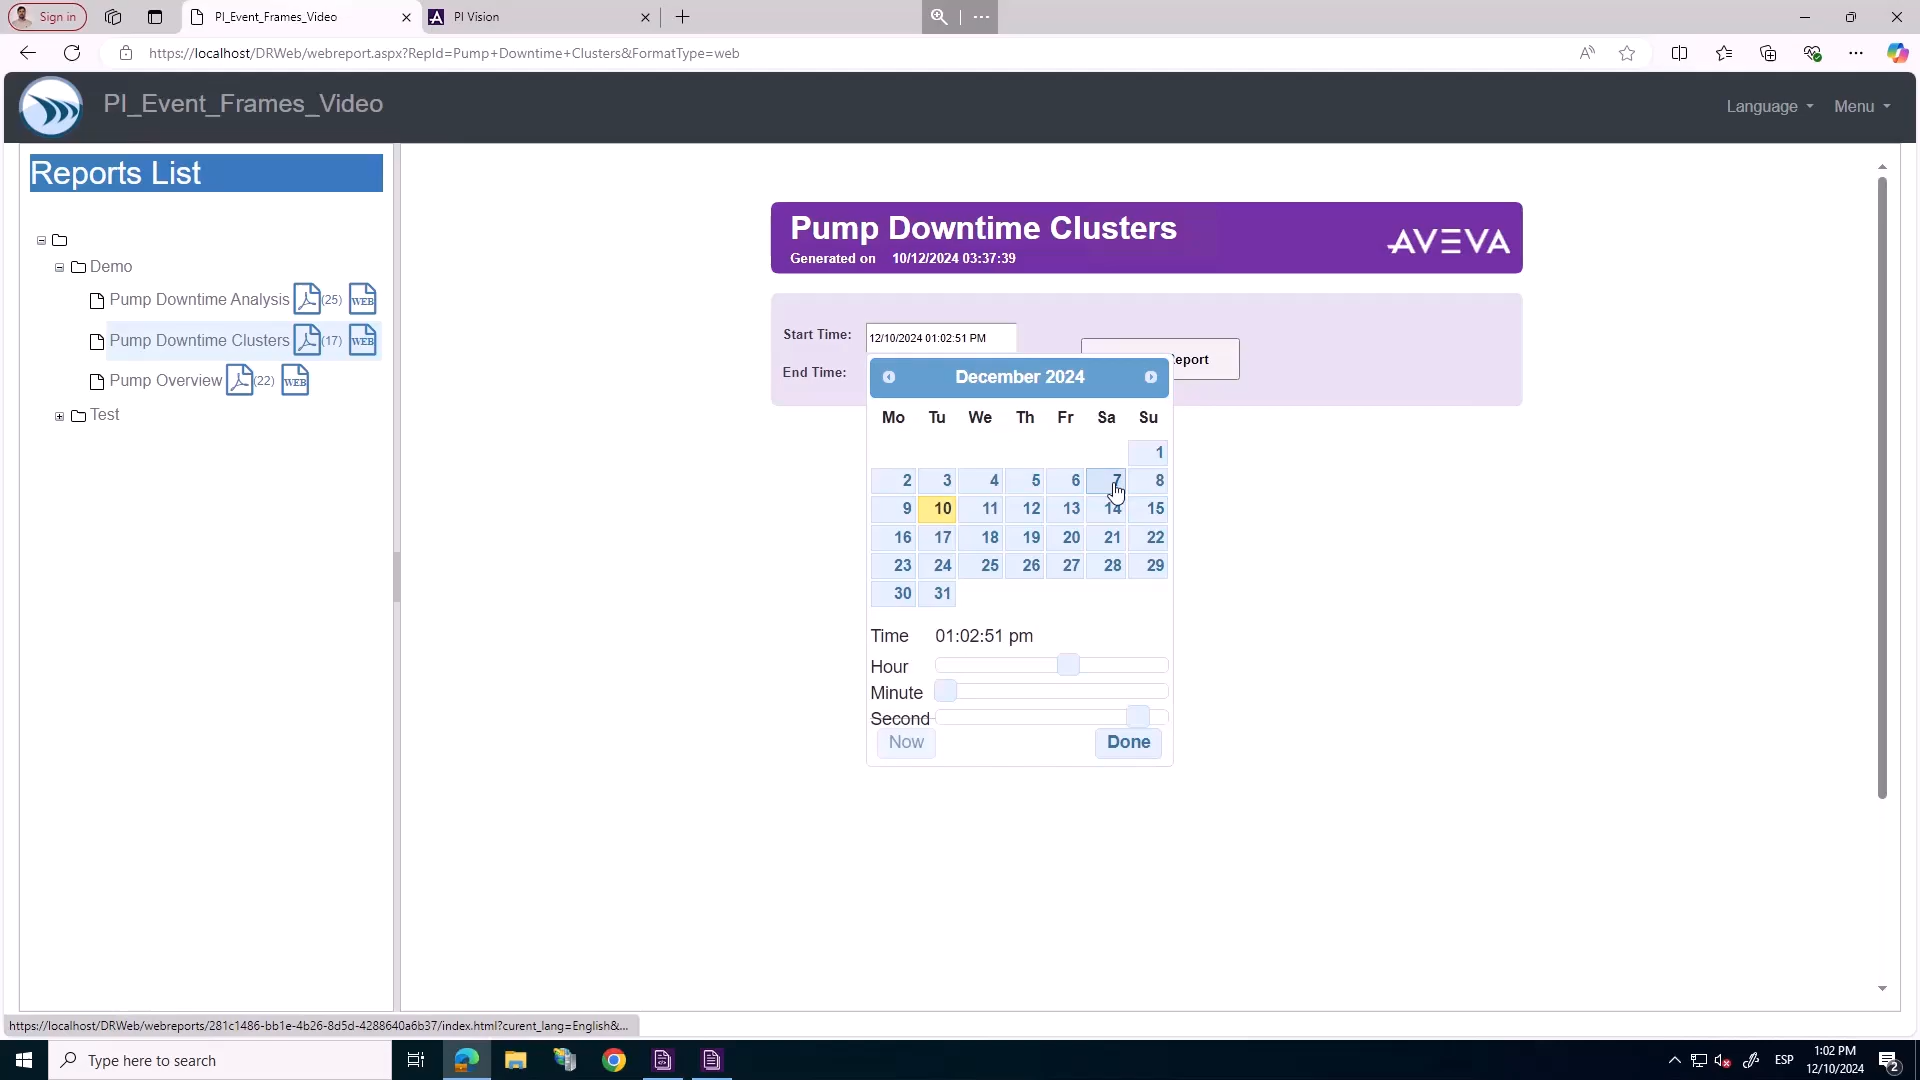 Sign in
PI_Event_Frames_Video
PI Vision
https://localhost/DRWeb/webreport.aspx?RepId=Pump+Downtime+Clusters&FormatType=web
PI_Event_Frames_Video
Language
Menu
Reports List
Demo
Pump Downtime Analysis (25) WEB
Pump Downtime Clusters (17) WEB
Pump Overview (22) WEB
Test
Pump Downtime Clusters
Generated on 10/12/2024 03:37:39
AVEVA
Start Time: 12/10/2024 01:02:51 PM
End Time:
eport
December 2024
Mo Tu We Th Fr Sa Su
1
2 3 4 5 6 7 8
9 10 11 12 13 14 15
16 17 18 19 20 21 22
23 24 25 26 27 28 29
30 31
Time 01:02:51 pm
Hour
Minute
Second
Now Done
https://localhost/DRWeb/webreports/281c1486-bb1e-4b26-8d5d-4288640a6b37/index.html?curent_lang=English&...
Type here to search
ESP
1:02 PM
12/10/2024
2